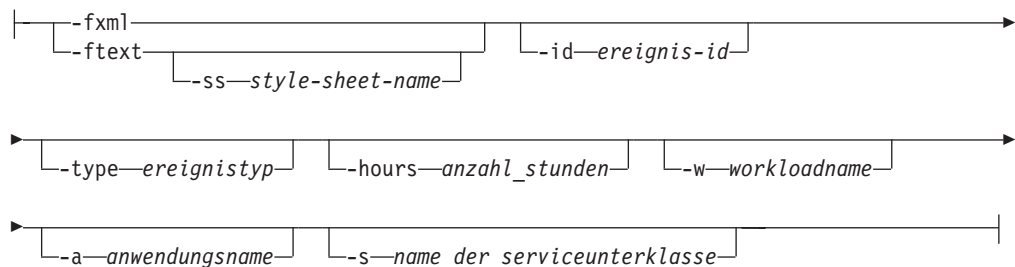 -fxml
-ftext
-ss style-sheet-name
-id ereignis-id
-type ereignistyp
-hours anzahl_stunden
-w workloadname
-a anwendungsname
-s name der serviceunterklasse